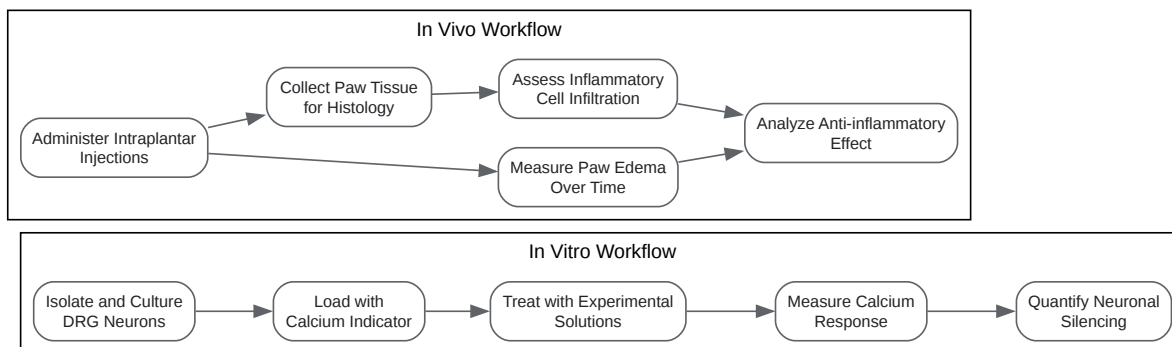 In Vivo Workflow
Administer Intraplantar
Injections
Collect Paw Tissue
for Histology
Assess Inflammatory
Cell Infiltration
Measure Paw Edema
Over Time
Analyze Anti-inflammatory
Effect
In Vitro Workflow
Isolate and Culture
DRG Neurons
Load with
Calcium Indicator
Treat with Experimental
Solutions
Measure Calcium
Response
Quantify Neuronal
Silencing